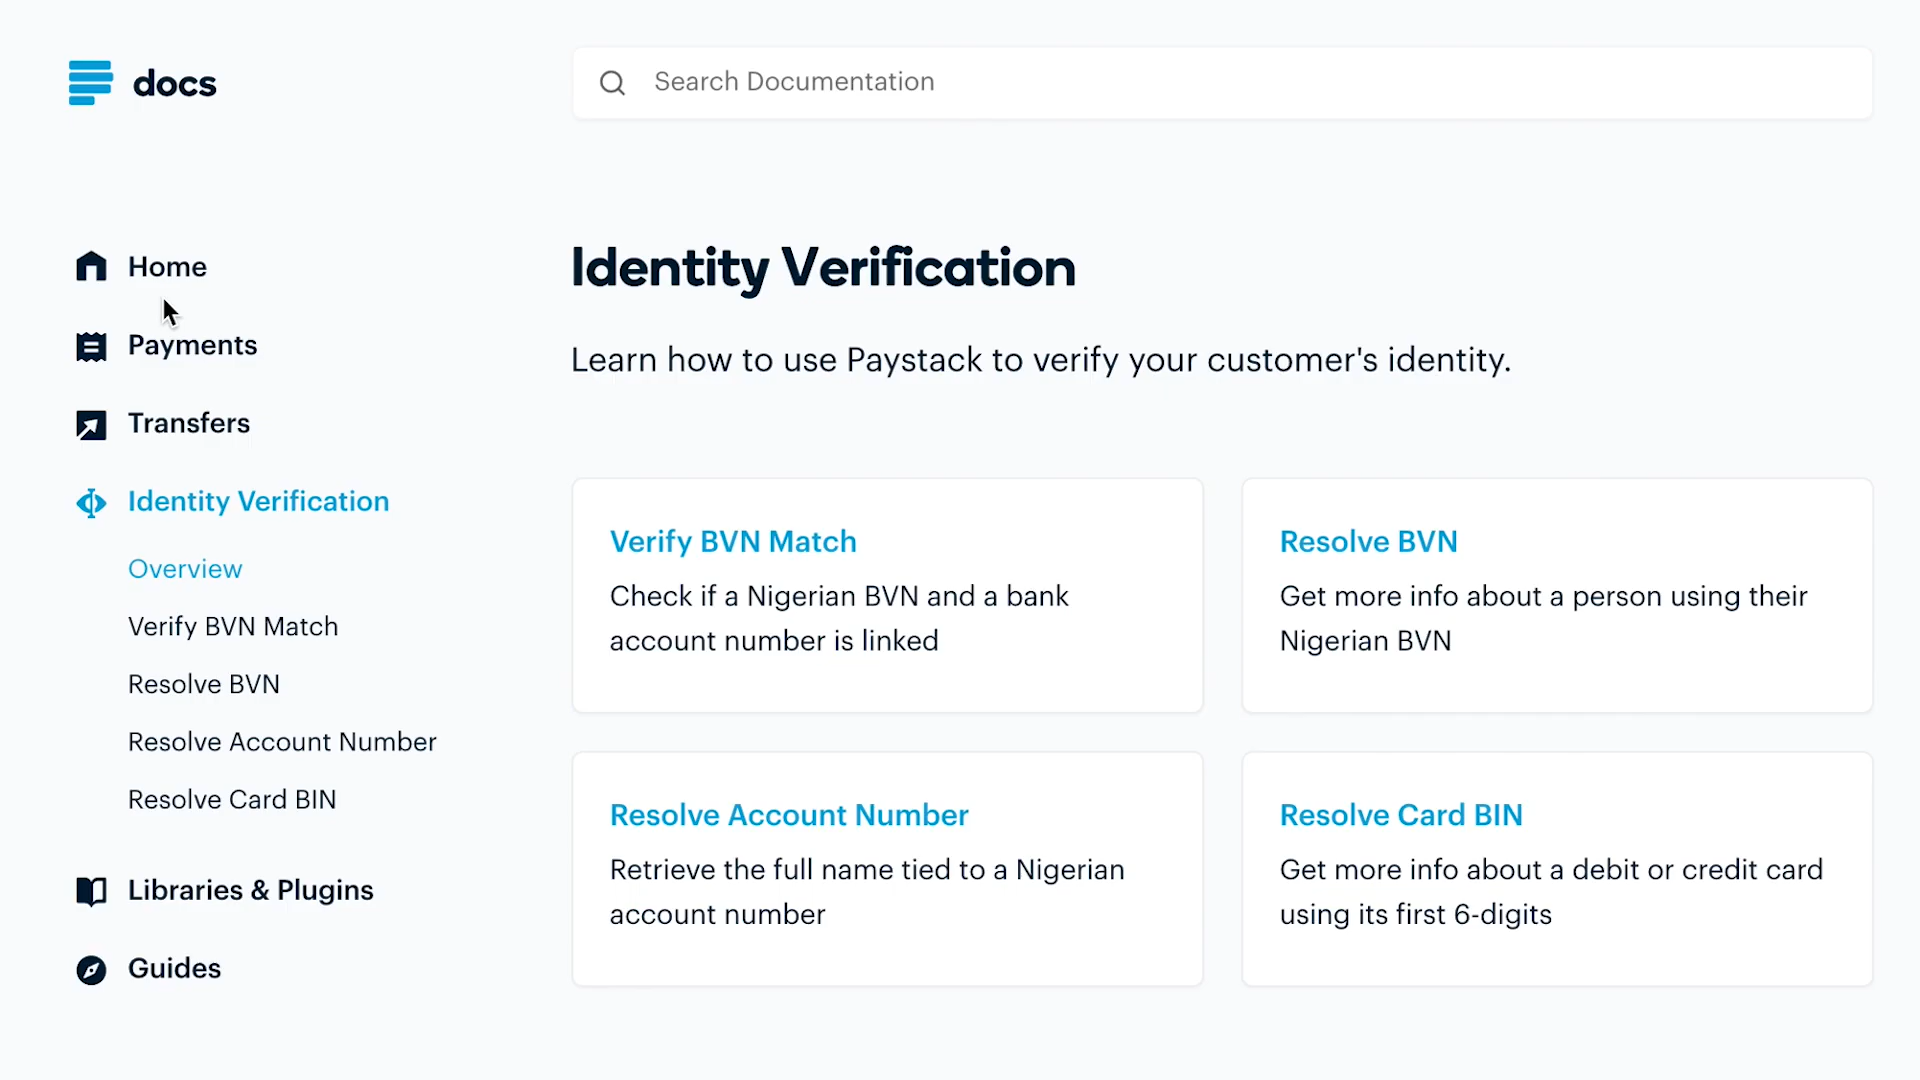 docs
Search Documentation
Home
Payments
Transfers
Identity Verification
Overview
Verify BVN Match
Resolve BVN
Resolve Account Number
Resolve Card BIN
Libraries & Plugins
Guides
Identity Verification
Learn how to use Paystack to verify your customer's identity.
Verify BVN Match
Check if a Nigerian BVN and a bank
account number is linked
Resolve BVN
Get more info about a person using their
Nigerian BVN
Resolve Account Number
Retrieve the full name tied to a Nigerian
account number
Resolve Card BIN
Get more info about a debit or credit card
using its first 6-digits